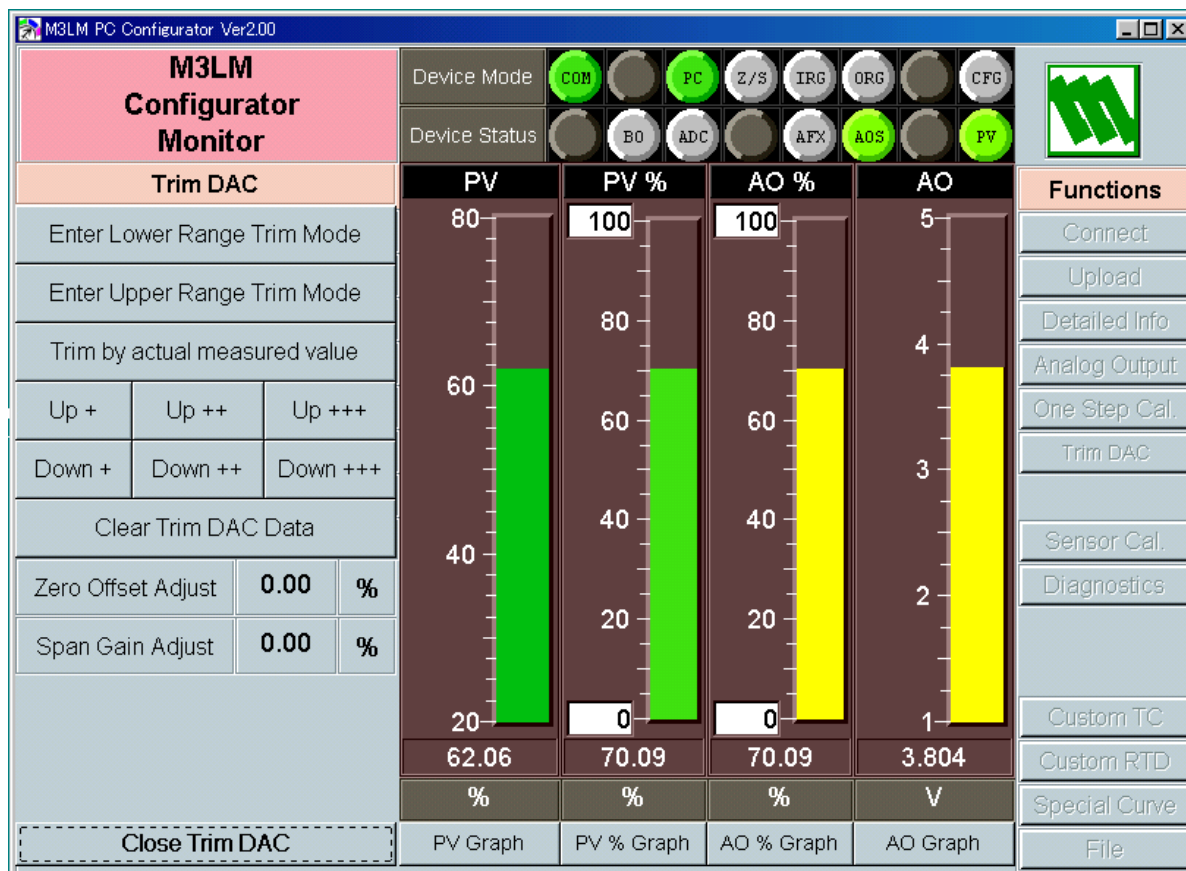 M3LM PC Configurator Ver2.00
M3LM
Configurator
Monitor
Device Mode COM PC Z/S IRG ORG CFG
Device Status BO ADC AFX AOS PV
Trim DAC
Enter Lower Range Trim Mode
Enter Upper Range Trim Mode
Trim by actual measured value
Up + Up ++ Up +++
Down + Down ++ Down +++
Clear Trim DAC Data
Zero Offset Adjust 0.00 %
Span Gain Adjust 0.00 %
Close Trim DAC
PV
80
60
40
20
62.06
%
PV Graph
PV %
100
80
60
40
20
0
70.09
%
PV % Graph
AO %
100
80
60
40
20
0
70.09
%
AO % Graph
AO
5
4
3
2
1
3.804
V
AO Graph
Functions
Connect
Upload
Detailed Info
Analog Output
One Step Cal.
Trim DAC
Sensor Cal.
Diagnostics
Custom TC
Custom RTD
Special Curve
File